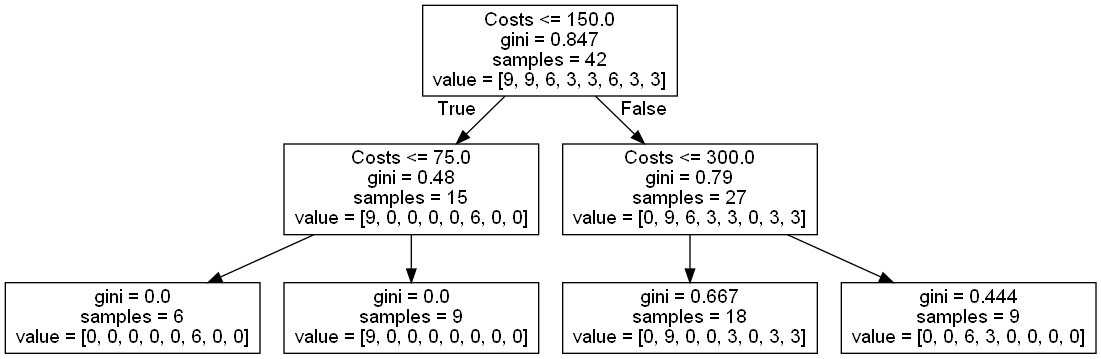 Costs <= 150.0
gini = 0.847
samples = 42
value = [9, 9, 6, 3, 3, 6, 3, 3]
True
False
Costs <= 75.0
gini = 0.48
samples = 15
value = [9, 0, 0, 0, 0, 6, 0, 0]
Costs <= 300.0
gini = 0.79
samples = 27
value = [0, 9, 6, 3, 3, 0, 3, 3]
gini = 0.0
samples = 6
value = [0, 0, 0, 0, 0, 6, 0, 0]
gini = 0.0
samples = 9
value = [9, 0, 0, 0, 0, 0, 0, 0]
gini = 0.667
samples = 18
value = [0, 9, 0, 0, 3, 0, 3, 3]
gini = 0.444
samples = 9
value = [0, 0, 6, 3, 0, 0, 0, 0]